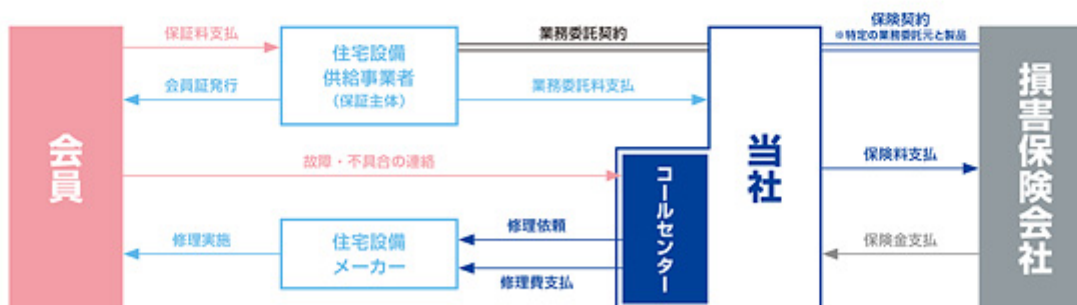 保証料支払
住宅設備
供給事業者
（保証主体）
会員証発行
業務委託契約
業務委託料支払
保険契約
※特定の業務委託元と製品
会員
故障・不具合の連絡
コールセンター
当社
保険料支払
損害保険会社
修理実施
住宅設備
メーカー
修理依頼
修理費支払
保険金支払